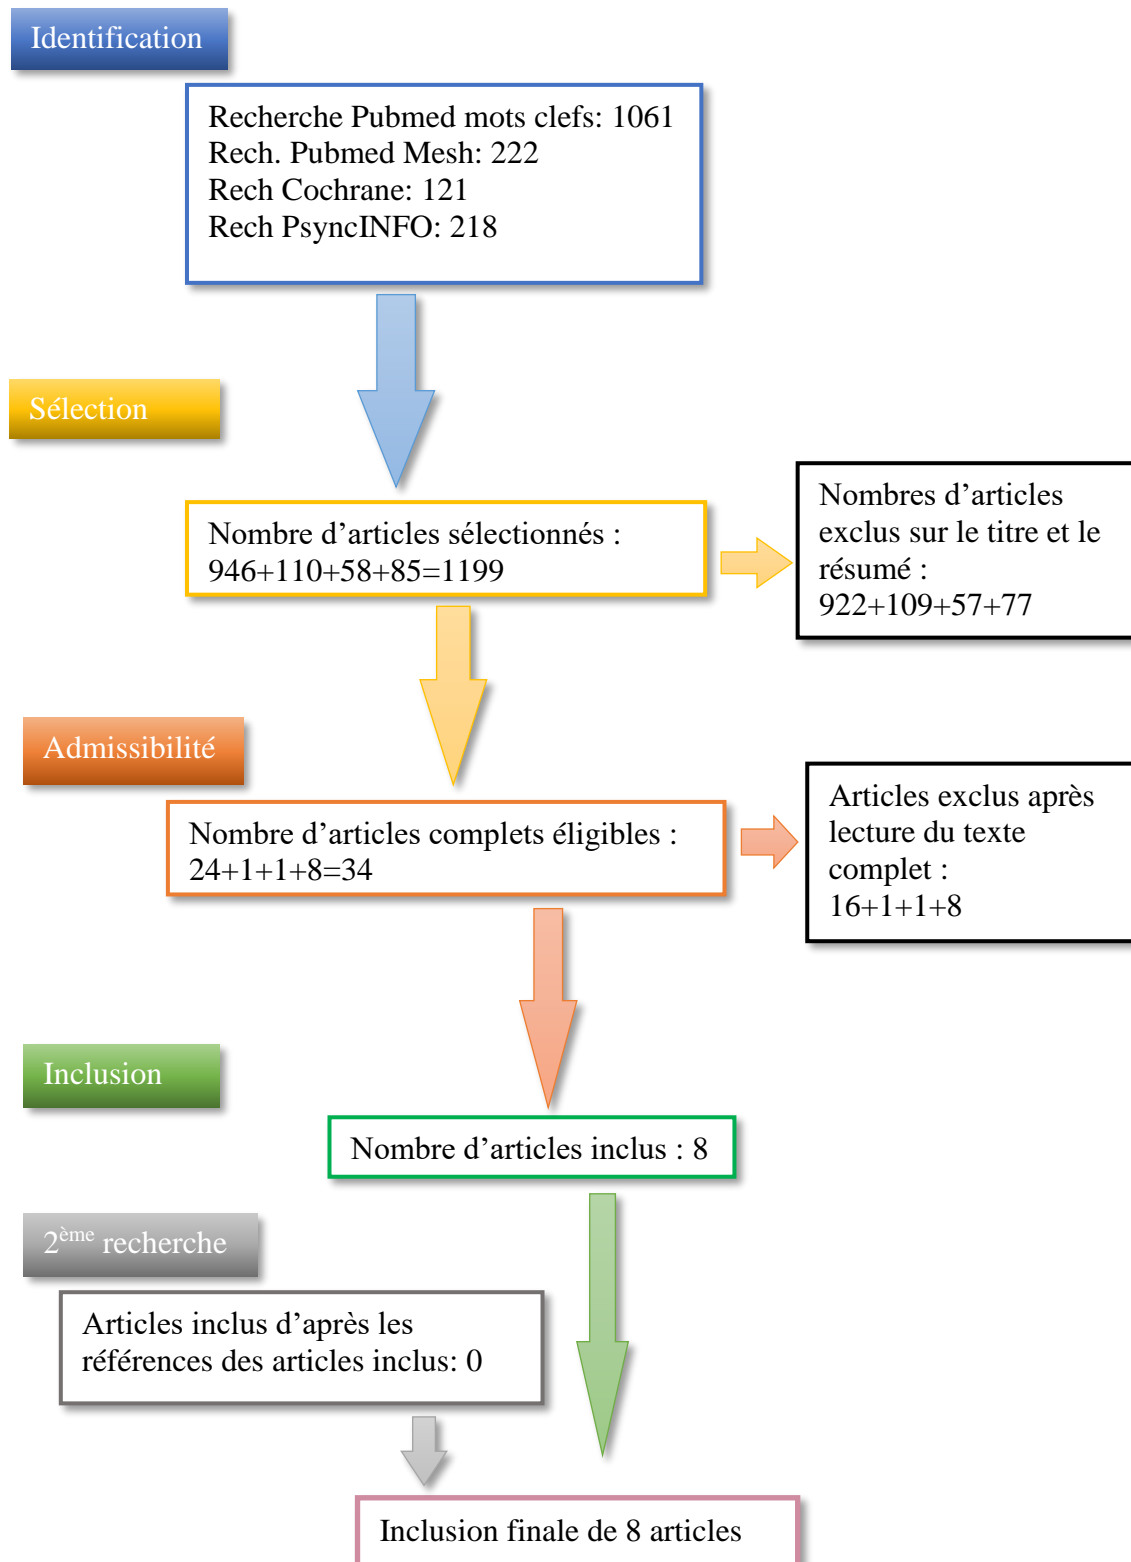 Identification
Recherche Pubmed mots clefs: 1061
Rech. Pubmed Mesh: 222
Rech Cochrane: 121
Rech PsyncINFO: 218
Sélection
Nombre d’articles sélectionnés :
946+110+58+85=1199
Nombres d’articles
exclus sur le titre et le
résumé :
922+109+57+77
Admissibilité
Nombre d’articles complets éligibles :
24+1+1+8=34
Articles exclus après
lecture du texte
complet :
16+1+1+8
Inclusion
Nombre d’articles inclus : 8
2ème recherche
Articles inclus d’après les
références des articles inclus: 0
Inclusion finale de 8 articles